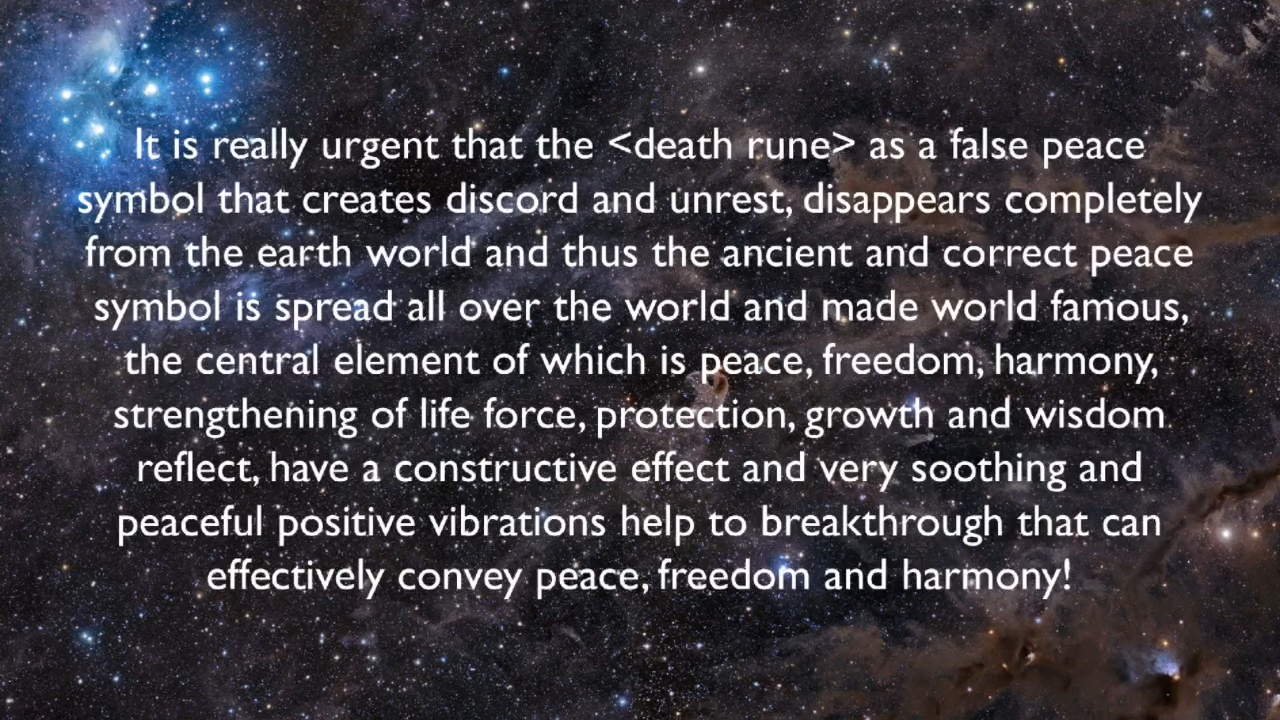 It is really urgent that the <death rune> as a false peace
symbol that creates discord and unrest, disappears completely
from the earth world and thus the ancient and correct peace
symbol is spread all over the world and made world famous,
the central element of which is peace, freedom, harmony,
strengthening of life force, protection, growth and wisdom
reflect, have a constructive effect and very soothing and
peaceful positive vibrations help to breakthrough that can
effectively convey peace, freedom and harmony!